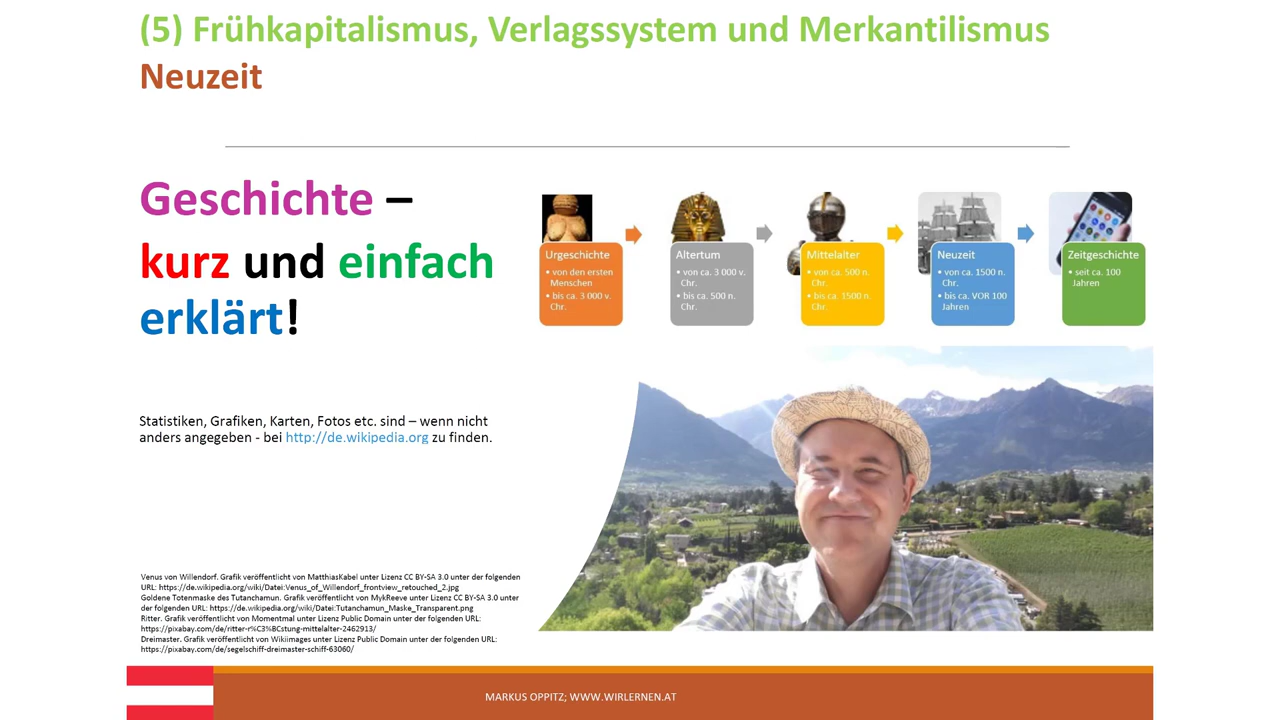 (5) Frühkapitalismus, Verlagssystem und Merkantilismus
Neuzeit
Geschichte –
kurz und einfach
erklärt!
Urgeschichte
• von den ersten
Menschen
• bis ca. 3 000 v.
Chr.
Altertum
• von ca. 3 000 v.
Chr.
• bis ca. 500 n.
Chr.
Mittelalter
• von ca. 500 n.
Chr.
• bis ca. 1500 n.
Chr.
Neuzeit
• von ca. 1500 n.
Chr.
• bis ca. VOR 100
Jahren
Zeitgeschichte
• seit ca. 100
Jahren
Statistiken, Grafiken, Karten, Fotos etc. sind – wenn nicht
anders angegeben - bei http://de.wikipedia.org zu finden.
Venus von Willendorf. Grafik veröffentlicht von MatthiasKabel unter Lizenz CC BY-SA 3.0 unter der folgenden
URL: https://de.wikipedia.org/wiki/Datei:Venus_of_Willendorf_frontview_retouched_2.jpg
Goldene Totenmaske des Tutanchamun. Grafik veröffentlicht von MykReeve unter Lizenz CC BY-SA 3.0 unter
der folgenden URL: https://de.wikipedia.org/wiki/Datei:Tutanchamun_Maske_Transparent.png
Ritter. Grafik veröffentlicht von Momentmal unter Lizenz Public Domain unter der folgenden URL:
https://pixabay.com/de/ritter-r%C3%BCstung-mittelalter-2462913/
Dreimaster. Grafik veröffentlicht von Wikiimages unter Lizenz Public Domain unter der folgenden URL:
https://pixabay.com/de/segelschiff-dreimaster-schiff-63060/
MARKUS OPPITZ; WWW.WIRLERNEN.AT